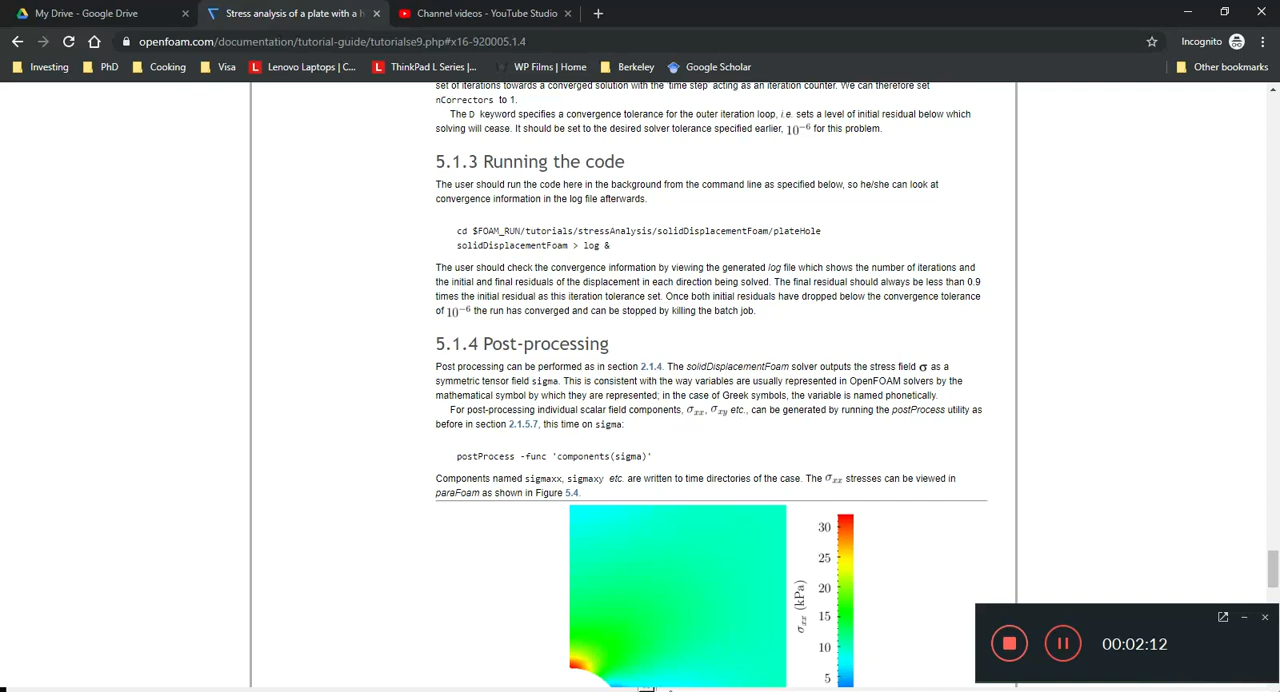 My Drive - Google Drive
Stress analysis of a plate with a h
Channel videos - YouTube Studio
openfoam.com/documentation/tutorial-guide/tutorialse9.php#x16-920005.1.4
Incognito
Investing
PhD
Cooking
Visa
Lenovo Laptops | C...
ThinkPad L Series |...
WP Films | Home
Berkeley
Google Scholar
Other bookmarks
set of iterations towards a converged solution with the 'time step' acting as an iteration counter. We can therefore set
nCorrectors to 1.
The D keyword specifies a convergence tolerance for the outer iteration loop, i.e. sets a level of initial residual below which
solving will cease. It should be set to the desired solver tolerance specified earlier, 10⁻⁶ for this problem.
5.1.3 Running the code
The user should run the code here in the background from the command line as specified below, so he/she can look at
convergence information in the log file afterwards.
cd $FOAM_RUN/tutorials/stressAnalysis/solidDisplacementFoam/plateHole
solidDisplacementFoam > log &
The user should check the convergence information by viewing the generated log file which shows the number of iterations and
the initial and final residuals of the displacement in each direction being solved. The final residual should always be less than 0.9
times the initial residual as this iteration tolerance set. Once both initial residuals have dropped below the convergence tolerance
of 10⁻⁶ the run has converged and can be stopped by killing the batch job.
5.1.4 Post-processing
Post processing can be performed as in section 2.1.4. The solidDisplacementFoam solver outputs the stress field σ as a
symmetric tensor field sigma. This is consistent with the way variables are usually represented in OpenFOAM solvers by the
mathematical symbol by which they are represented; in the case of Greek symbols, the variable is named phonetically.
For post-processing individual scalar field components, σxx, σxy etc., can be generated by running the postProcess utility as
before in section 2.1.5.7, this time on sigma:
postProcess -func 'components(sigma)'
Components named sigmaxx, sigmaxy etc. are written to time directories of the case. The σxx stresses can be viewed in
paraFoam as shown in Figure 5.4.
30
25
20
15
10
5
σxx (kPa)
00:02:12